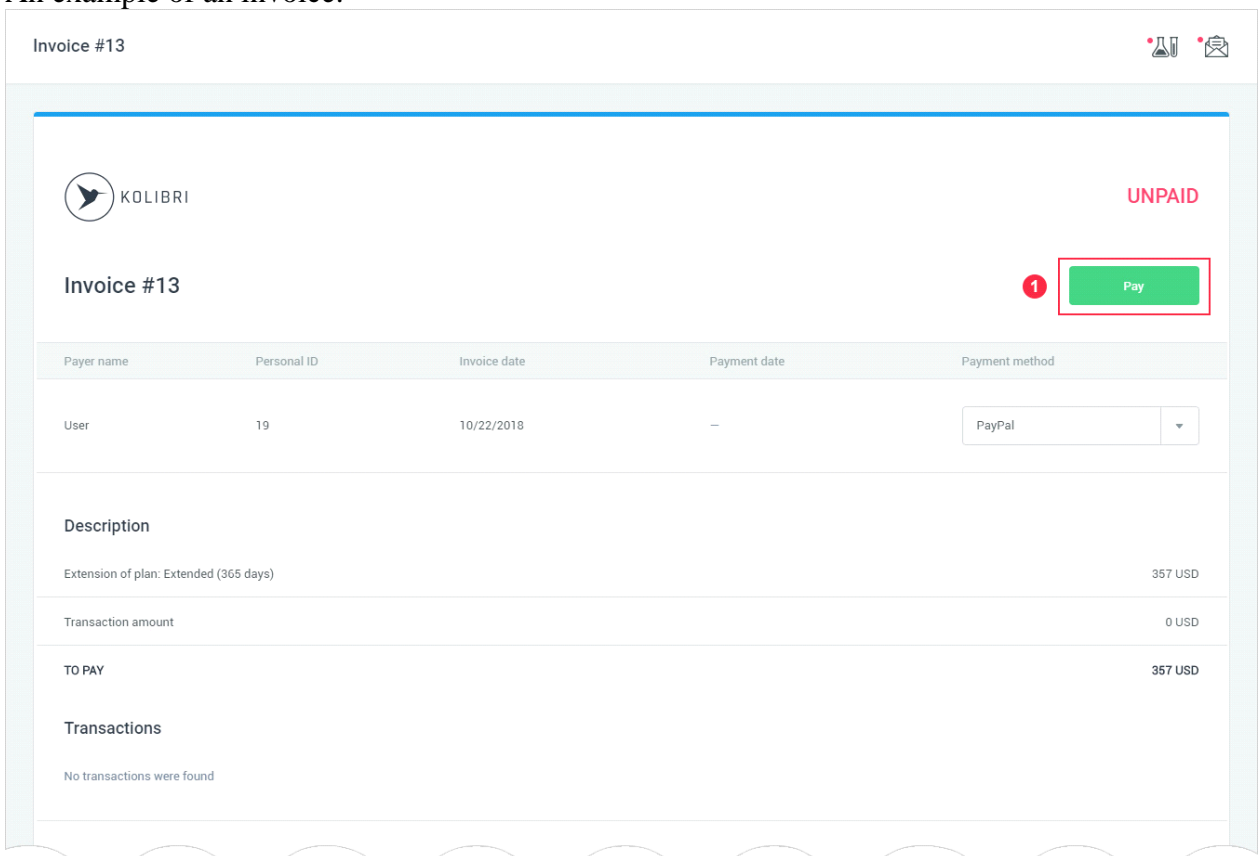 An example of an invoice:
Invoice #13
KOLIBRI
UNPAID
Invoice #13
1
Pay
Payer name Personal ID Invoice date Payment date Payment method
User 19 10/22/2018 — PayPal
Description
Extension of plan: Extended (365 days) 357 USD
Transaction amount 0 USD
TO PAY 357 USD
Transactions
No transactions were found